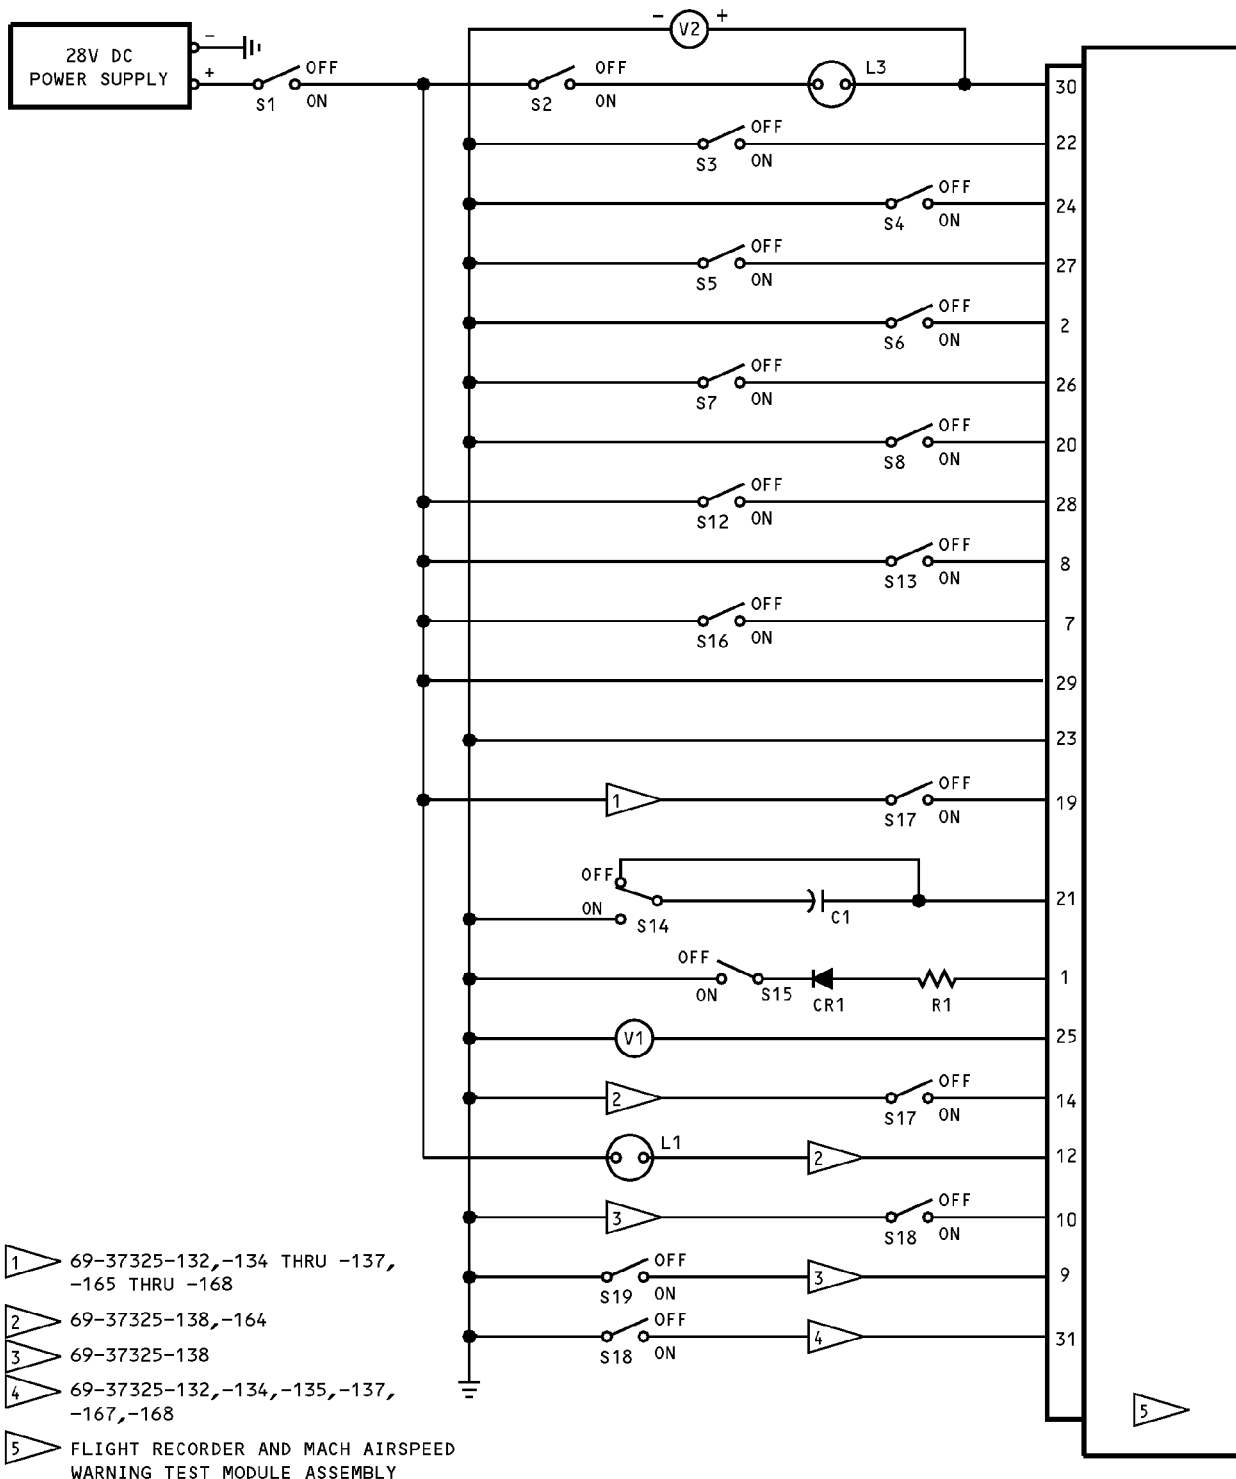 − V2 +
28V DC
POWER SUPPLY
−
+
OFF
S1 ON
OFF
S2 ON
L3
30
OFF
S3 ON
22
OFF
S4 ON
24
OFF
S5 ON
27
OFF
S6 ON
2
OFF
S7 ON
26
OFF
S8 ON
20
OFF
S12 ON
28
OFF
S13 ON
8
OFF
S16 ON
7
29
23
1
OFF
S17 ON
19
OFF
ON
S14
C1
21
OFF
ON S15 CR1 R1
1
V1
25
2
OFF
S17 ON
14
L1
2
12
3
OFF
S18 ON
10
OFF
S19 ON
3
9
OFF
S18 ON
4
31
1 69-37325-132,-134 THRU -137,
-165 THRU -168
2 69-37325-138,-164
3 69-37325-138
4 69-37325-132,-134,-135,-137,
-167,-168
5
5 FLIGHT RECORDER AND MACH AIRSPEED
WARNING TEST MODULE ASSEMBLY